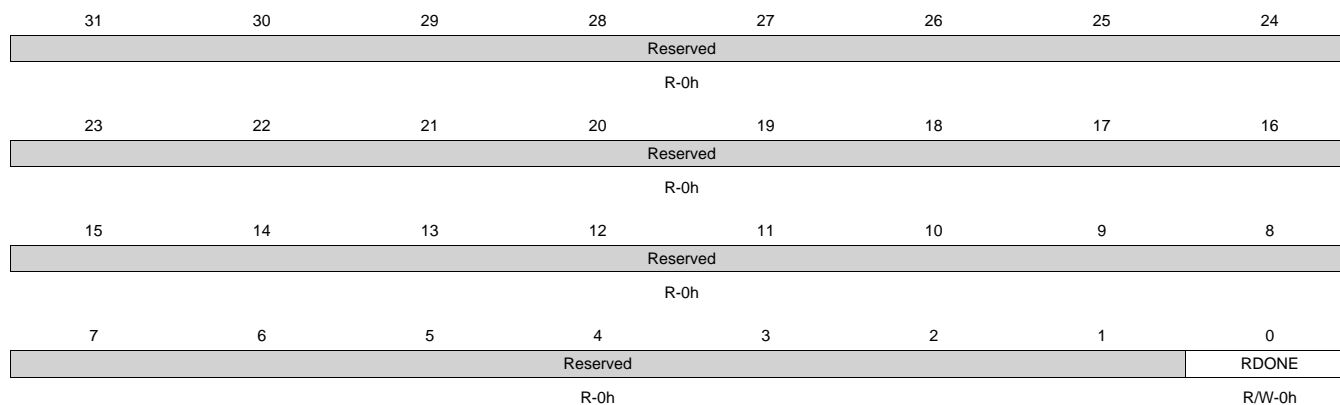 31 30 29 28 27 26 25 24
Reserved
R-0h
23 22 21 20 19 18 17 16
Reserved
R-0h
15 14 13 12 11 10 9 8
Reserved
R-0h
7 6 5 4 3 2 1 0
Reserved RDONE
R-0h R/W-0h